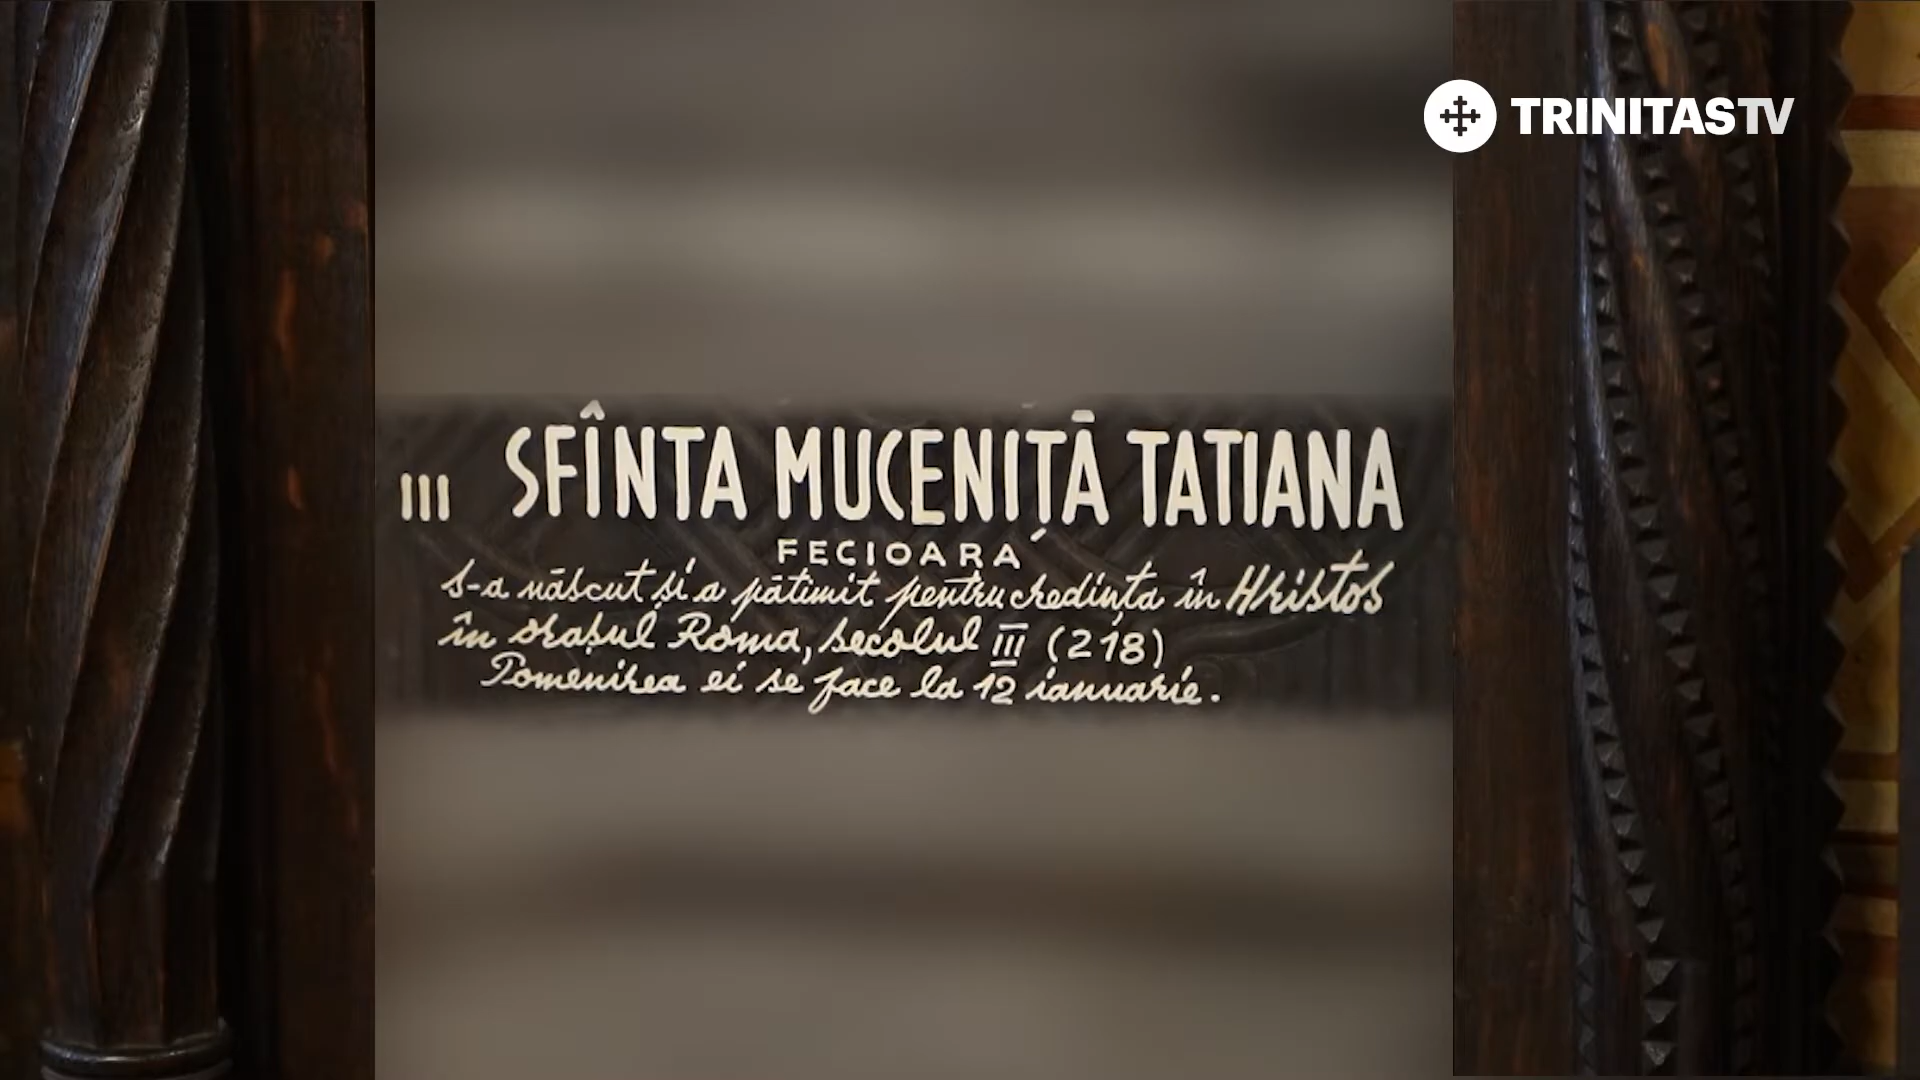 TRINITASTV
III SFÎNTA MUCENIȚĂ TATIANA
FECIOARA
S-a născut și a pătimit pentru credința în Hristos
în orașul Roma, secolul III (218)
Pomenirea ei se face la 12 ianuarie.